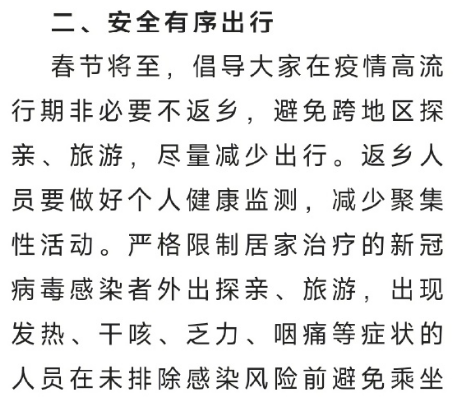 二、安全有序出行
春节将至，倡导大家在疫情高流
行期非必要不返乡，避免跨地区探
亲、旅游，尽量减少出行。返乡人
员要做好个人健康监测，减少聚集
性活动。严格限制居家治疗的新冠
病毒感染者外出探亲、旅游，出现
发热、干咳、乏力、咽痛等症状的
人员在未排除感染风险前避免乘坐